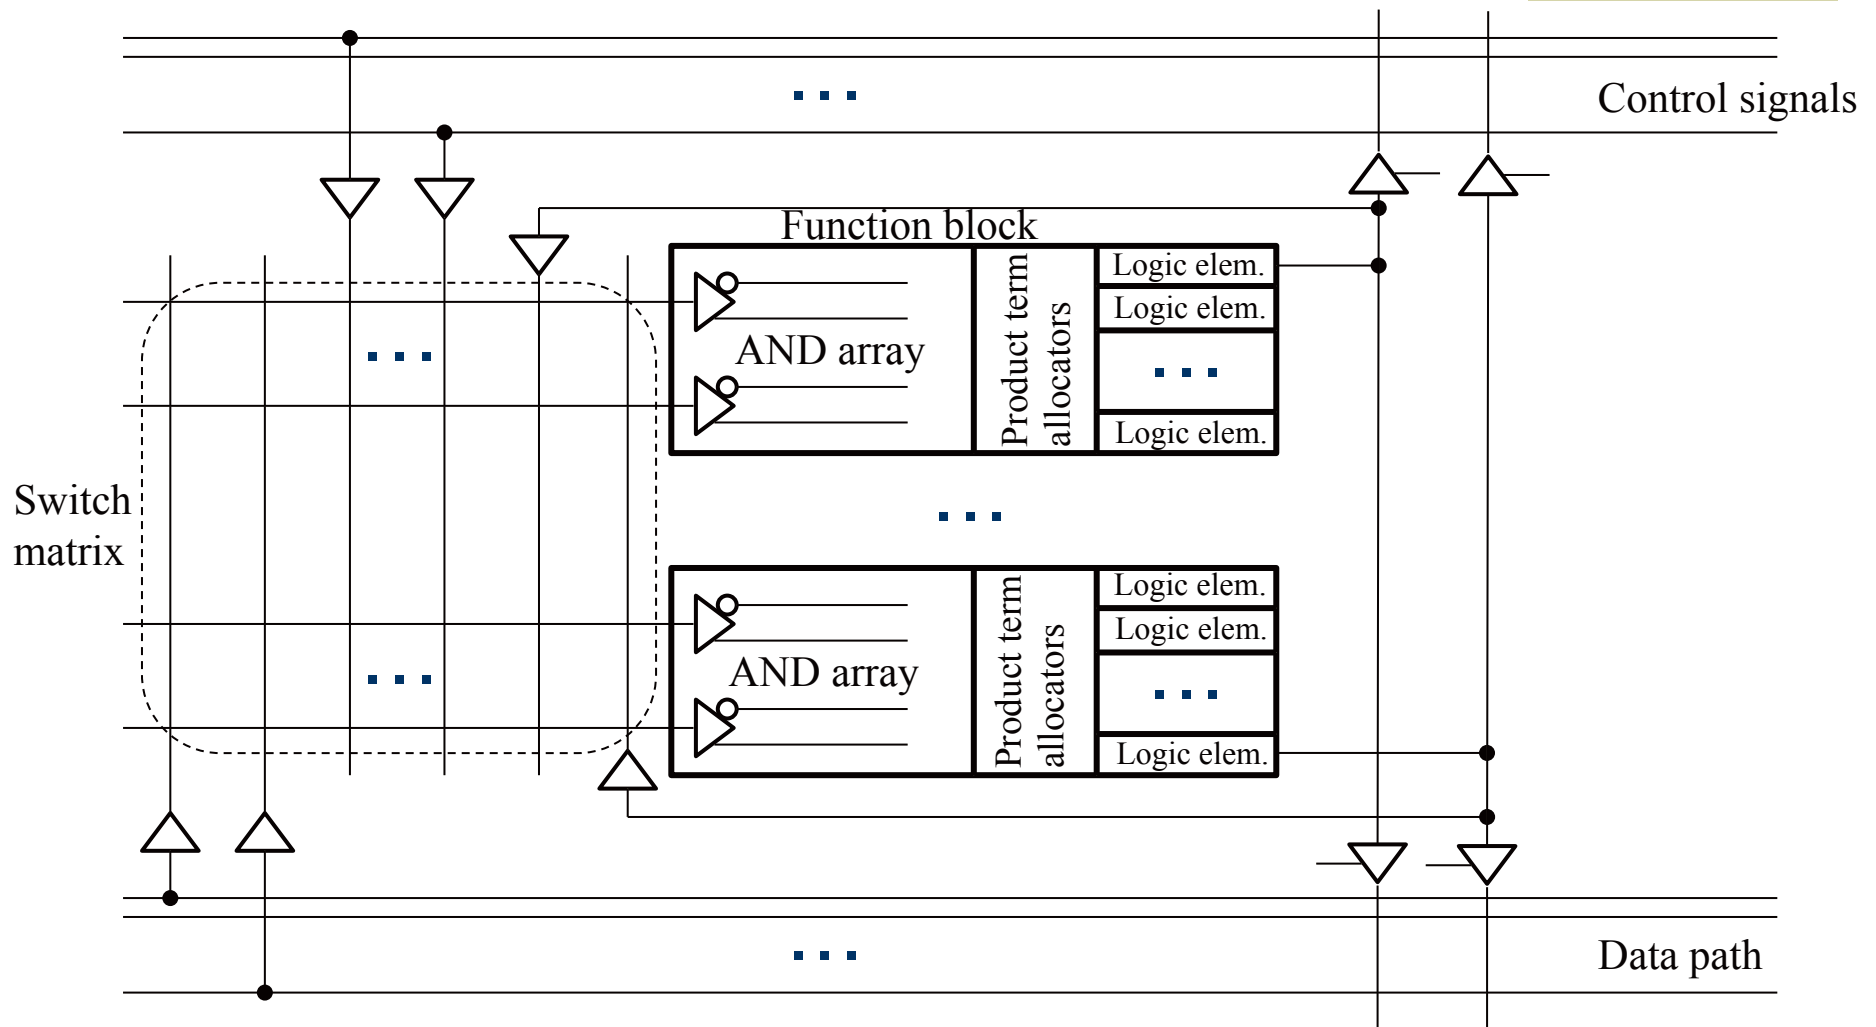 Control signals
Function block
Logic elem.
Logic elem.
AND array
Product term
allocators
Logic elem.
Switch
matrix
Logic elem.
Logic elem.
AND array
Product term
allocators
Logic elem.
Data path